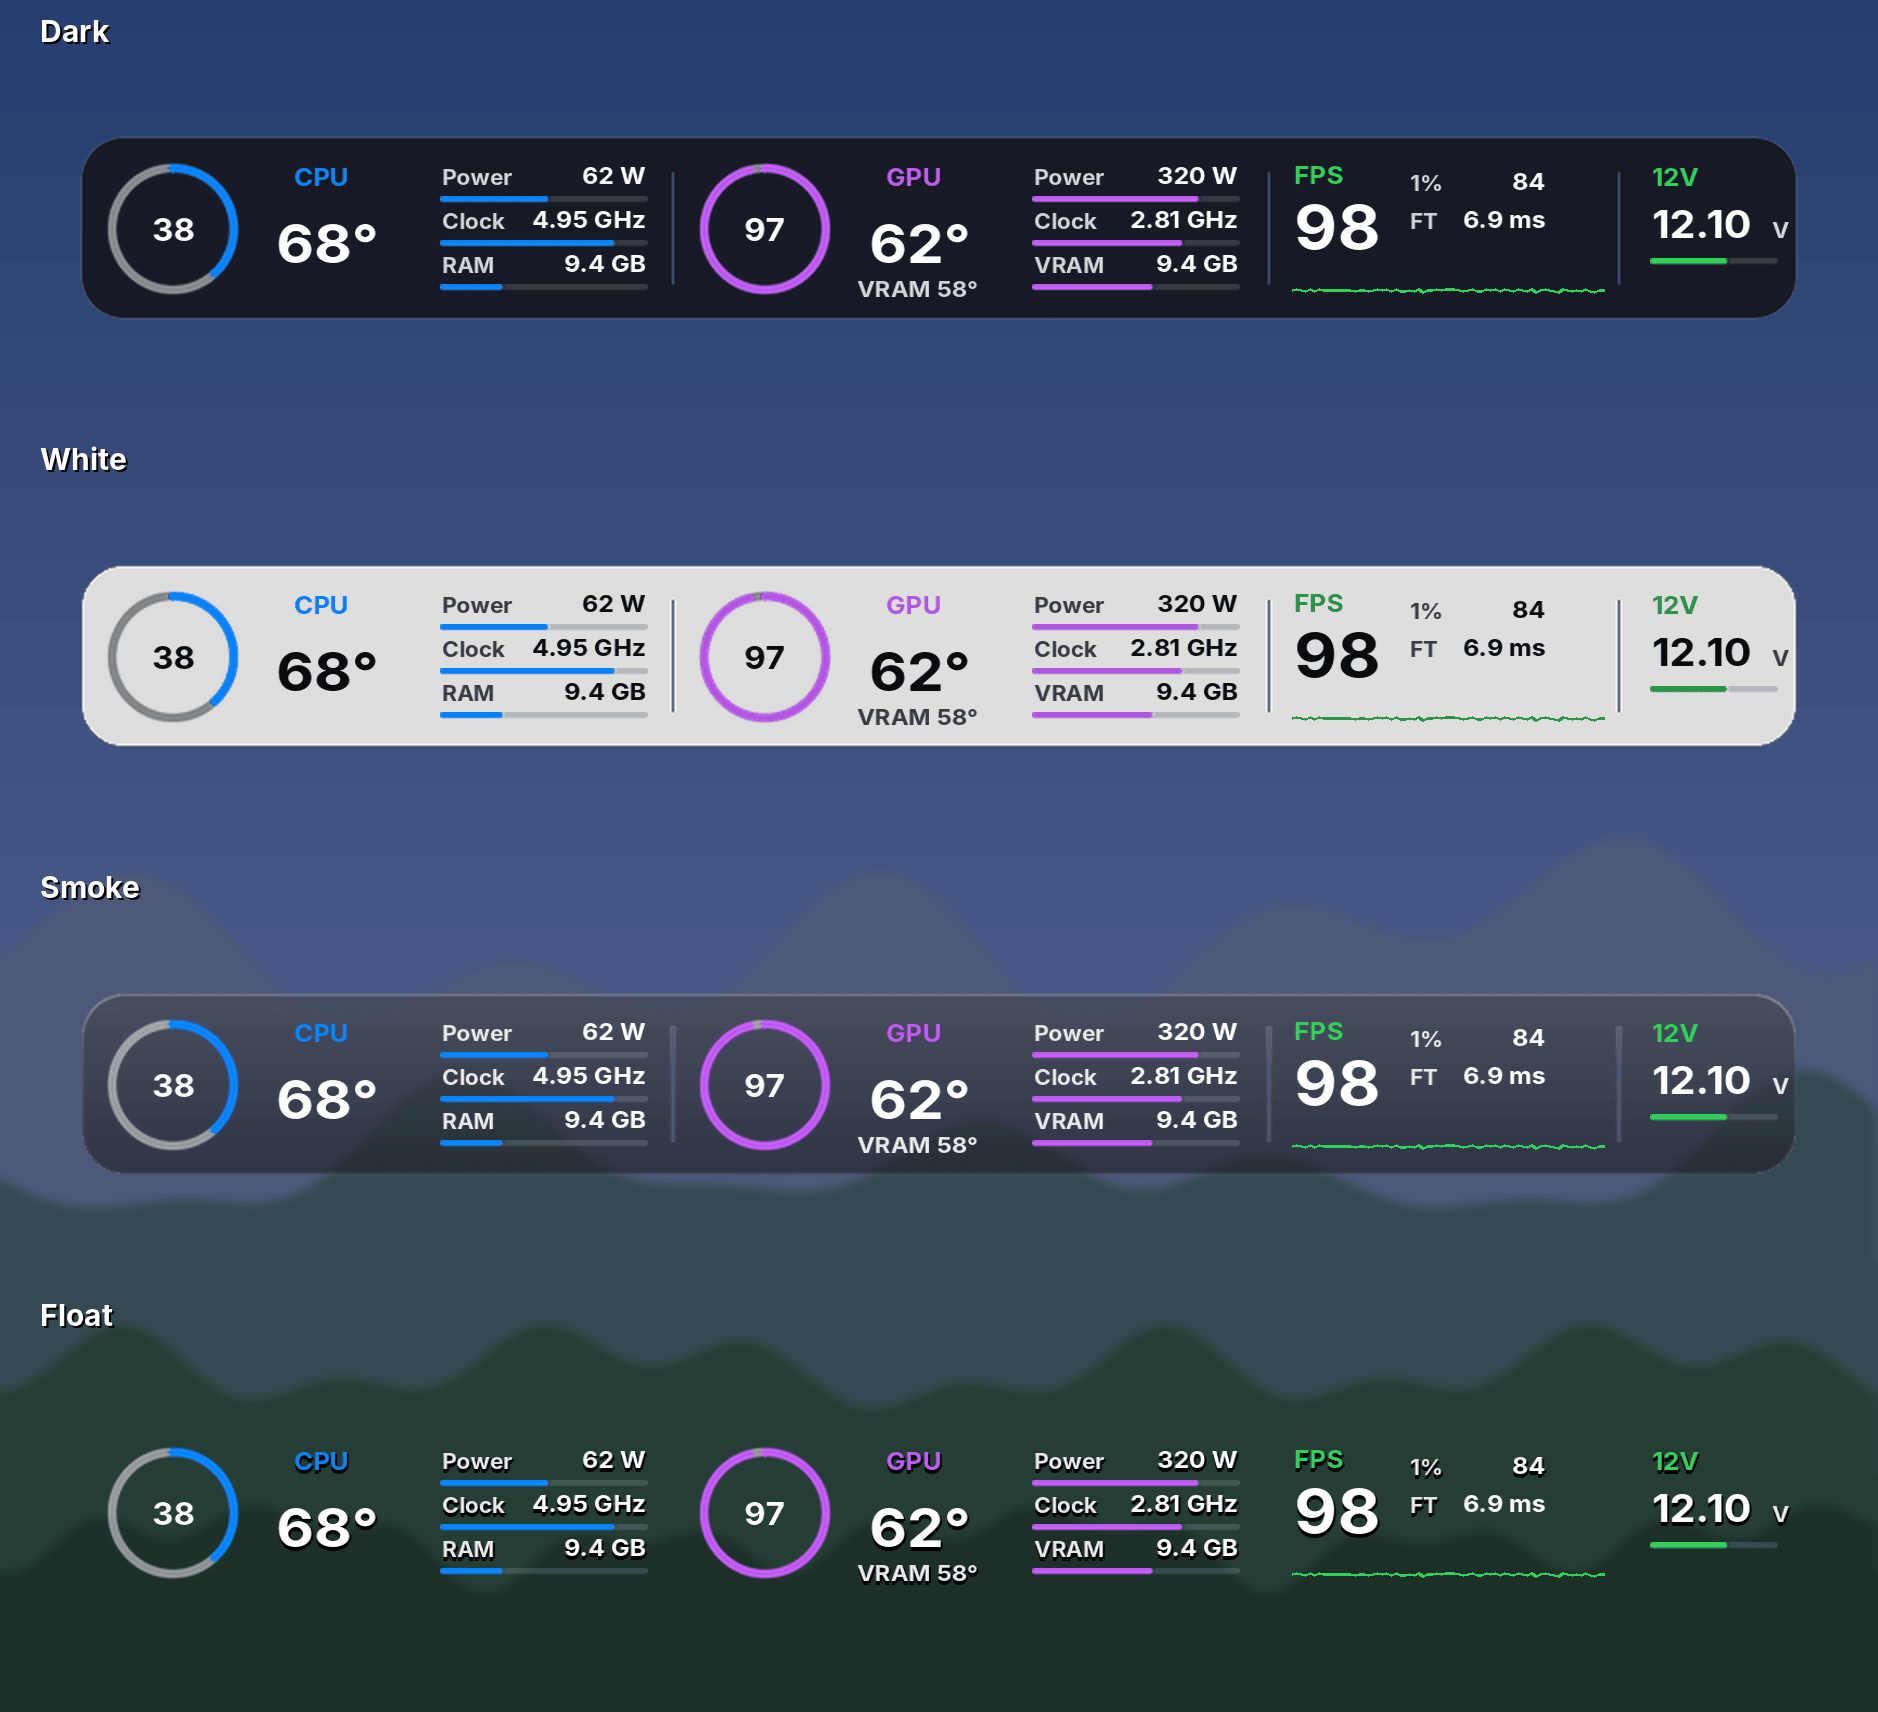 Dark
38 CPU 68° Power 62 W Clock 4.95 GHz RAM 9.4 GB
97 GPU 62° VRAM 58° Power 320 W Clock 2.81 GHz VRAM 9.4 GB
FPS 98 1% 84 FT 6.9 ms
12V 12.10 V
White
38 CPU 68° Power 62 W Clock 4.95 GHz RAM 9.4 GB
97 GPU 62° VRAM 58° Power 320 W Clock 2.81 GHz VRAM 9.4 GB
FPS 98 1% 84 FT 6.9 ms
12V 12.10 V
Smoke
38 CPU 68° Power 62 W Clock 4.95 GHz RAM 9.4 GB
97 GPU 62° VRAM 58° Power 320 W Clock 2.81 GHz VRAM 9.4 GB
FPS 98 1% 84 FT 6.9 ms
12V 12.10 V
Float
38 CPU 68° Power 62 W Clock 4.95 GHz RAM 9.4 GB
97 GPU 62° VRAM 58° Power 320 W Clock 2.81 GHz VRAM 9.4 GB
FPS 98 1% 84 FT 6.9 ms
12V 12.10 V